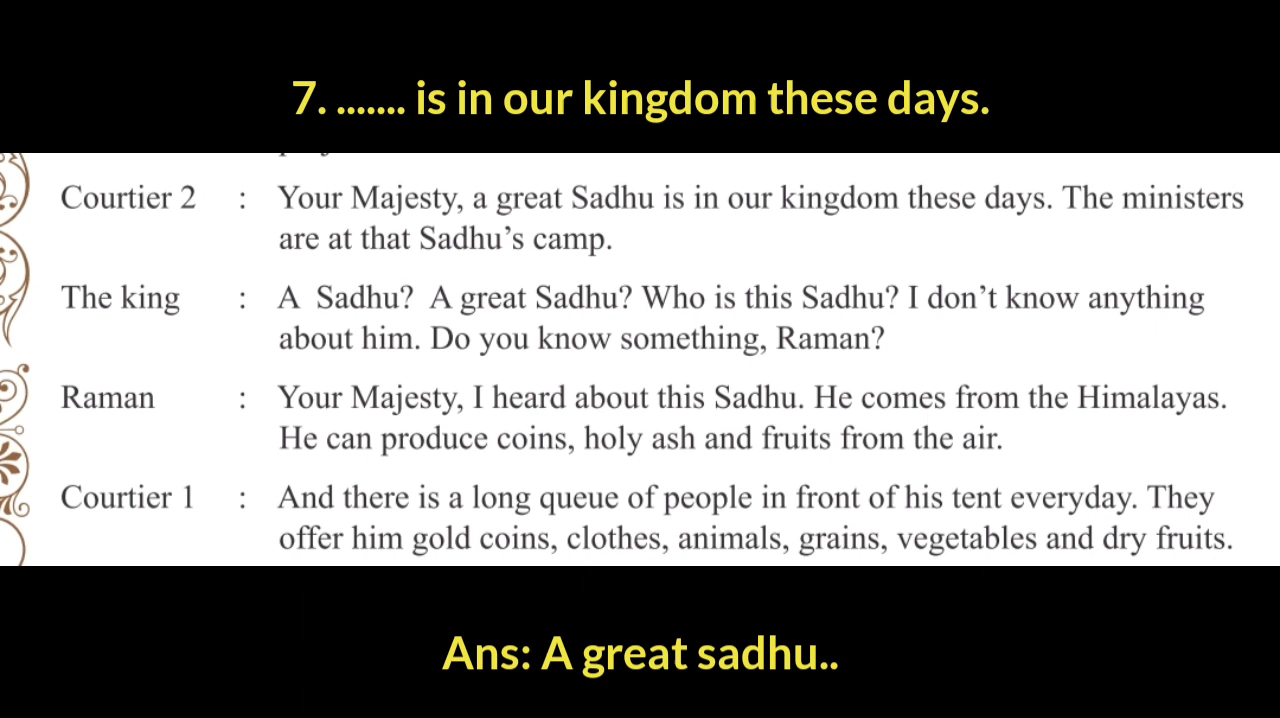 7. ....... is in our kingdom these days.
Courtier 2 : Your Majesty, a great Sadhu is in our kingdom these days. The ministers
are at that Sadhu’s camp.
The king : A Sadhu? A great Sadhu? Who is this Sadhu? I don’t know anything
about him. Do you know something, Raman?
Raman : Your Majesty, I heard about this Sadhu. He comes from the Himalayas.
He can produce coins, holy ash and fruits from the air.
Courtier 1 : And there is a long queue of people in front of his tent everyday. They
offer him gold coins, clothes, animals, grains, vegetables and dry fruits.
Ans: A great sadhu..